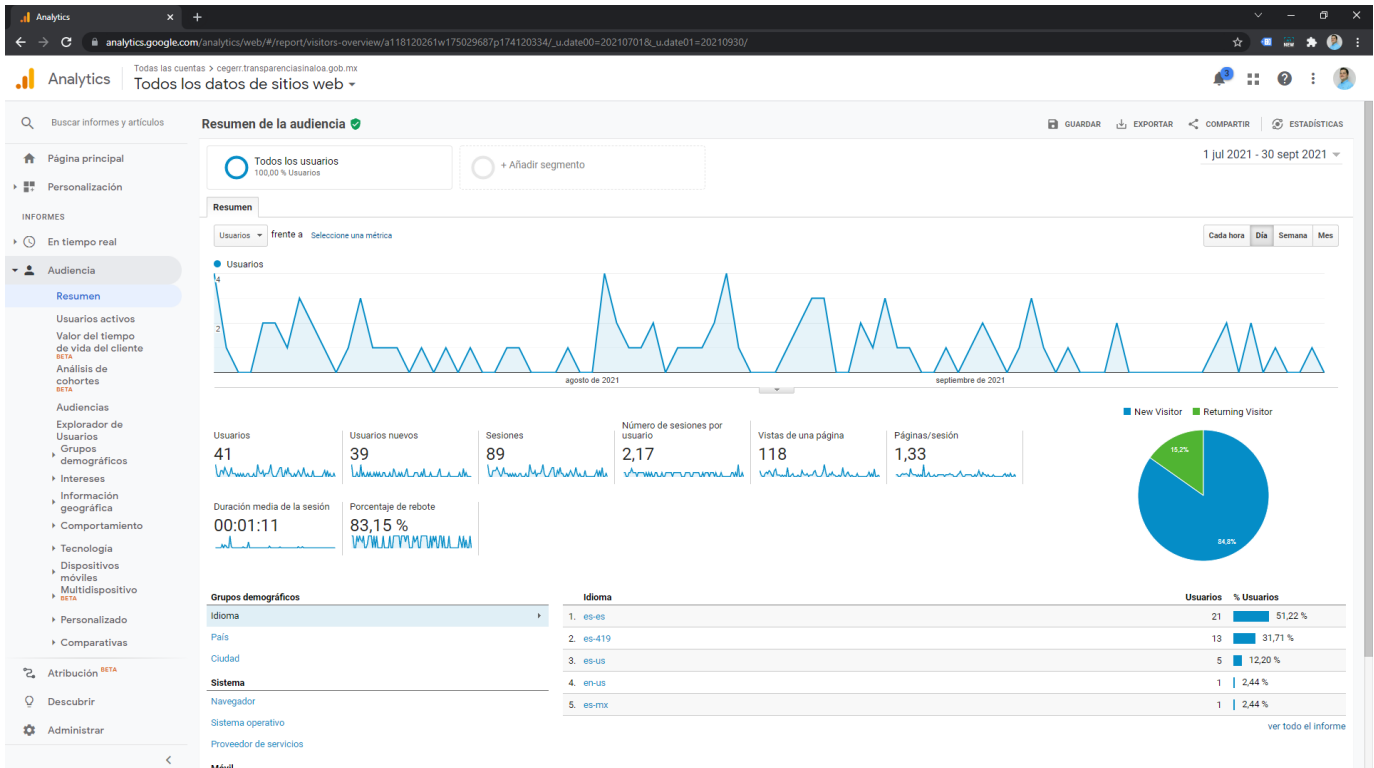 Analytics
analytics.google.com/analytics/web/#/report/visitors-overview/a118120261w175029687p174120334/_u.date00=20210701&_u.date01=20210930/
NEW
Analytics
Todas las cuentas > cegerr.transparenciasinaloa.gob.mx
Todos los datos de sitios web
3
Buscar informes y artículos
Página principal
Personalización
INFORMES
En tiempo real
Audiencia
Resumen
Usuarios activos
Valor del tiempo
de vida del cliente
BETA
Análisis de
cohortes
BETA
Audiencias
Explorador de
Usuarios
Grupos
demográficos
Intereses
Información
geográfica
Comportamiento
Tecnología
Dispositivos
móviles
Multidispositivo
BETA
Personalizado
Comparativas
Atribución BETA
Descubrir
Administrar
Resumen de la audiencia
GUARDAR
EXPORTAR
COMPARTIR
ESTADÍSTICAS
Todos los usuarios
100,00 % Usuarios
+ Añadir segmento
1 jul 2021 - 30 sept 2021
Resumen
Usuarios
frente a
Seleccione una métrica
Cada hora
Día
Semana
Mes
Usuarios
4
2
agosto de 2021
septiembre de 2021
New Visitor
Returning Visitor
15,2%
84,8%
Usuarios
41
Usuarios nuevos
39
Sesiones
89
Número de sesiones por
usuario
2,17
Vistas de una página
118
Páginas/sesión
1,33
Duración media de la sesión
00:01:11
Porcentaje de rebote
83,15 %
Grupos demográficos
Idioma
País
Ciudad
Sistema
Navegador
Sistema operativo
Proveedor de servicios
Móvil
Idioma Usuarios % Usuarios
1. es-es 21 51,22 %
2. es-419 13 31,71 %
3. es-us 5 12,20 %
4. en-us 1 2,44 %
5. es-mx 1 2,44 %
ver todo el informe